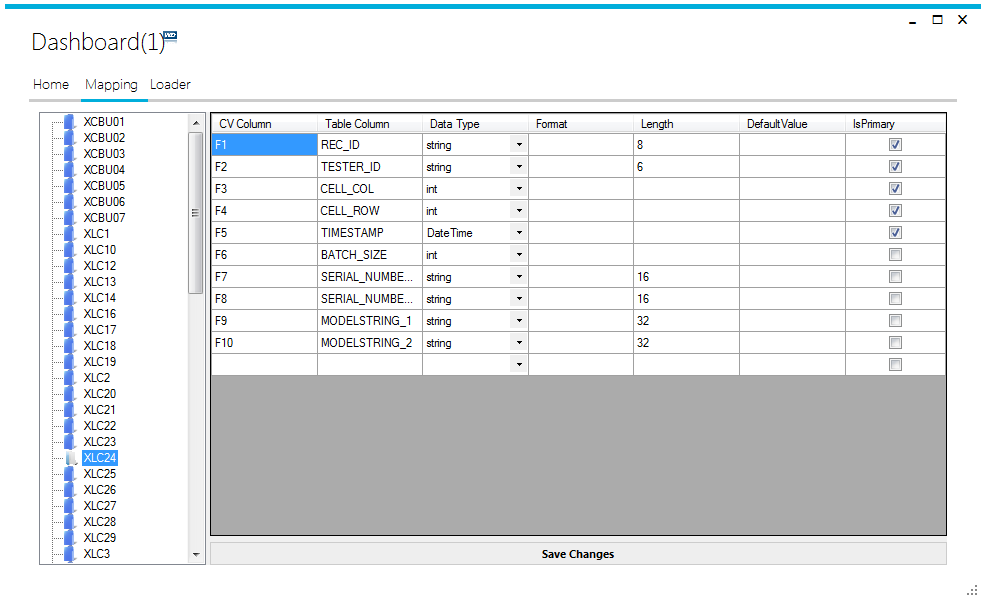 Dashboard(1)
Home Mapping Loader
XCBU01
XCBU02
XCBU03
XCBU04
XCBU05
XCBU06
XCBU07
XLC1
XLC10
XLC12
XLC13
XLC14
XLC16
XLC17
XLC18
XLC19
XLC2
XLC20
XLC21
XLC22
XLC23
XLC24
XLC25
XLC26
XLC27
XLC28
XLC29
XLC3
CV Column Table Column Data Type Format Length DefaultValue IsPrimary
F1 REC_ID string 8
F2 TESTER_ID string 6
F3 CELL_COL int
F4 CELL_ROW int
F5 TIMESTAMP DateTime
F6 BATCH_SIZE int
F7 SERIAL_NUMBE... string 16
F8 SERIAL_NUMBE... string 16
F9 MODELSTRING_1 string 32
F10 MODELSTRING_2 string 32
Save Changes